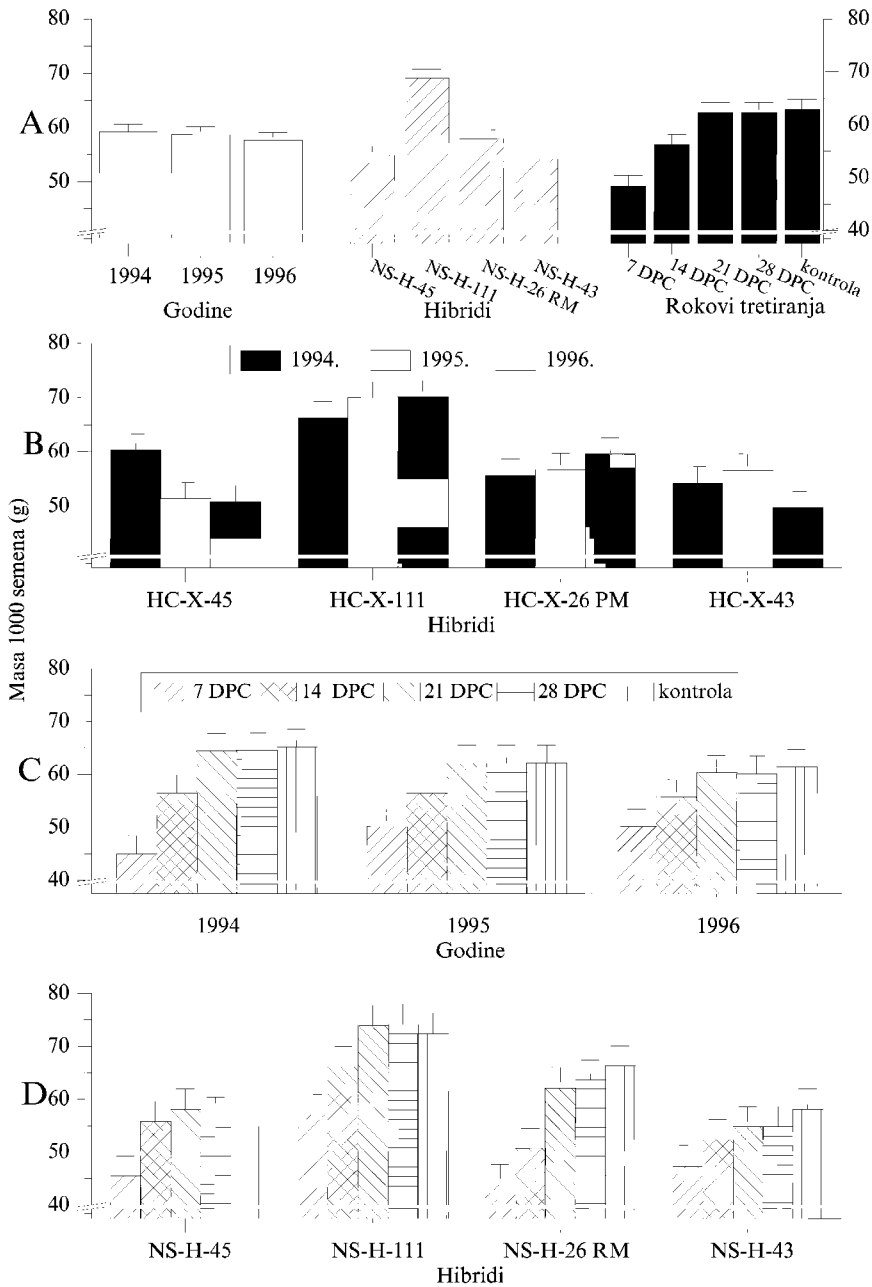 80
80
70
70
A
60
60
50
50
40
1994
1995
1996
NS-H-45
NS-H-111
NS-H-26 RM
NS-H-43
7 DPC
14 DPC
21 DPC
28 DPC
kontrola
Godine
Hibridi
Rokovi tretiranja
Masa 1000 semena (g)
80
1994. 1995. 1996.
70
B
60
50
HC-X-45 HC-X-111 HC-X-26 PM HC-X-43
Hibridi
80
7 DPC 14 DPC 21 DPC 28 DPC kontrola
70
C
60
50
40
1994 1995 1996
Godine
80
70
D
60
50
40
NS-H-45 NS-H-111 NS-H-26 RM NS-H-43
Hibridi